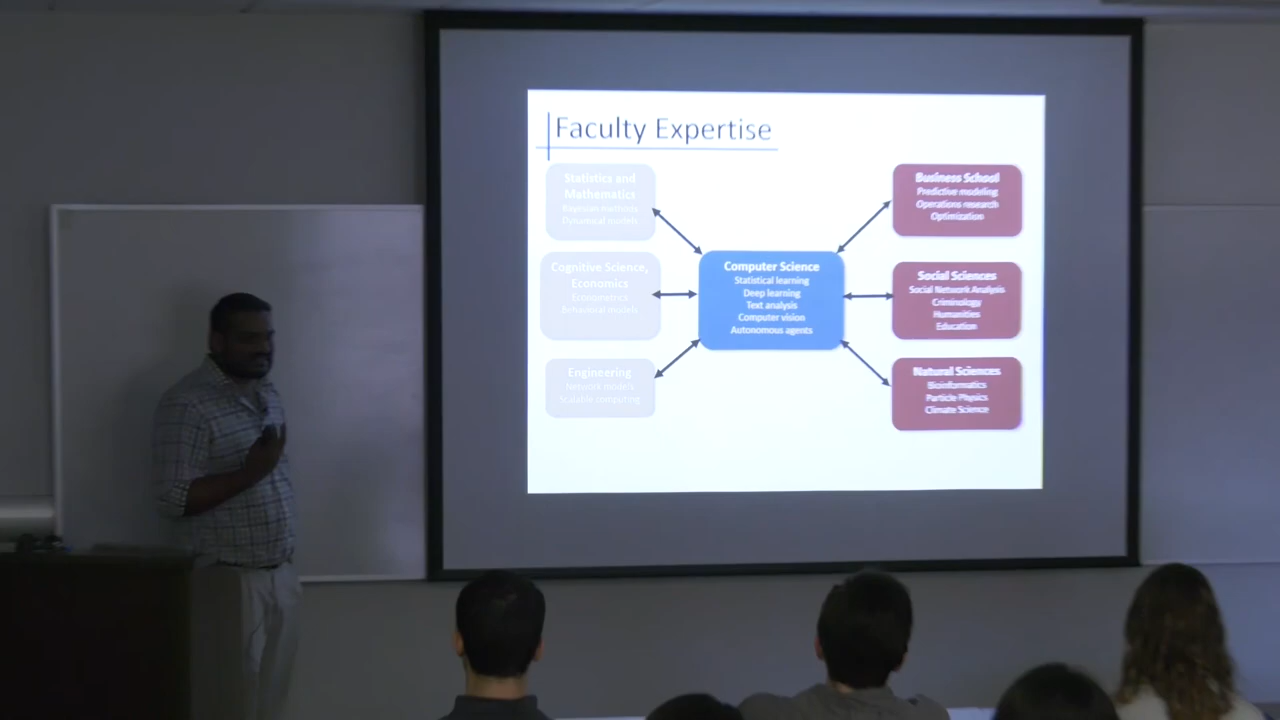 Faculty Expertise
Statistics and
Mathematics
Bayesian methods
Dynamical models
Cognitive Science,
Economics
Econometrics
Behavioral models
Engineering
Network models
Scalable computing
Computer Science
Statistical learning
Deep learning
Text analysis
Computer vision
Autonomous agents
Business School
Predictive modeling
Operations research
Optimization
Social Sciences
Social Network Analysis
Criminology
Humanities
Education
Natural Sciences
Bioinformatics
Particle Physics
Climate Science